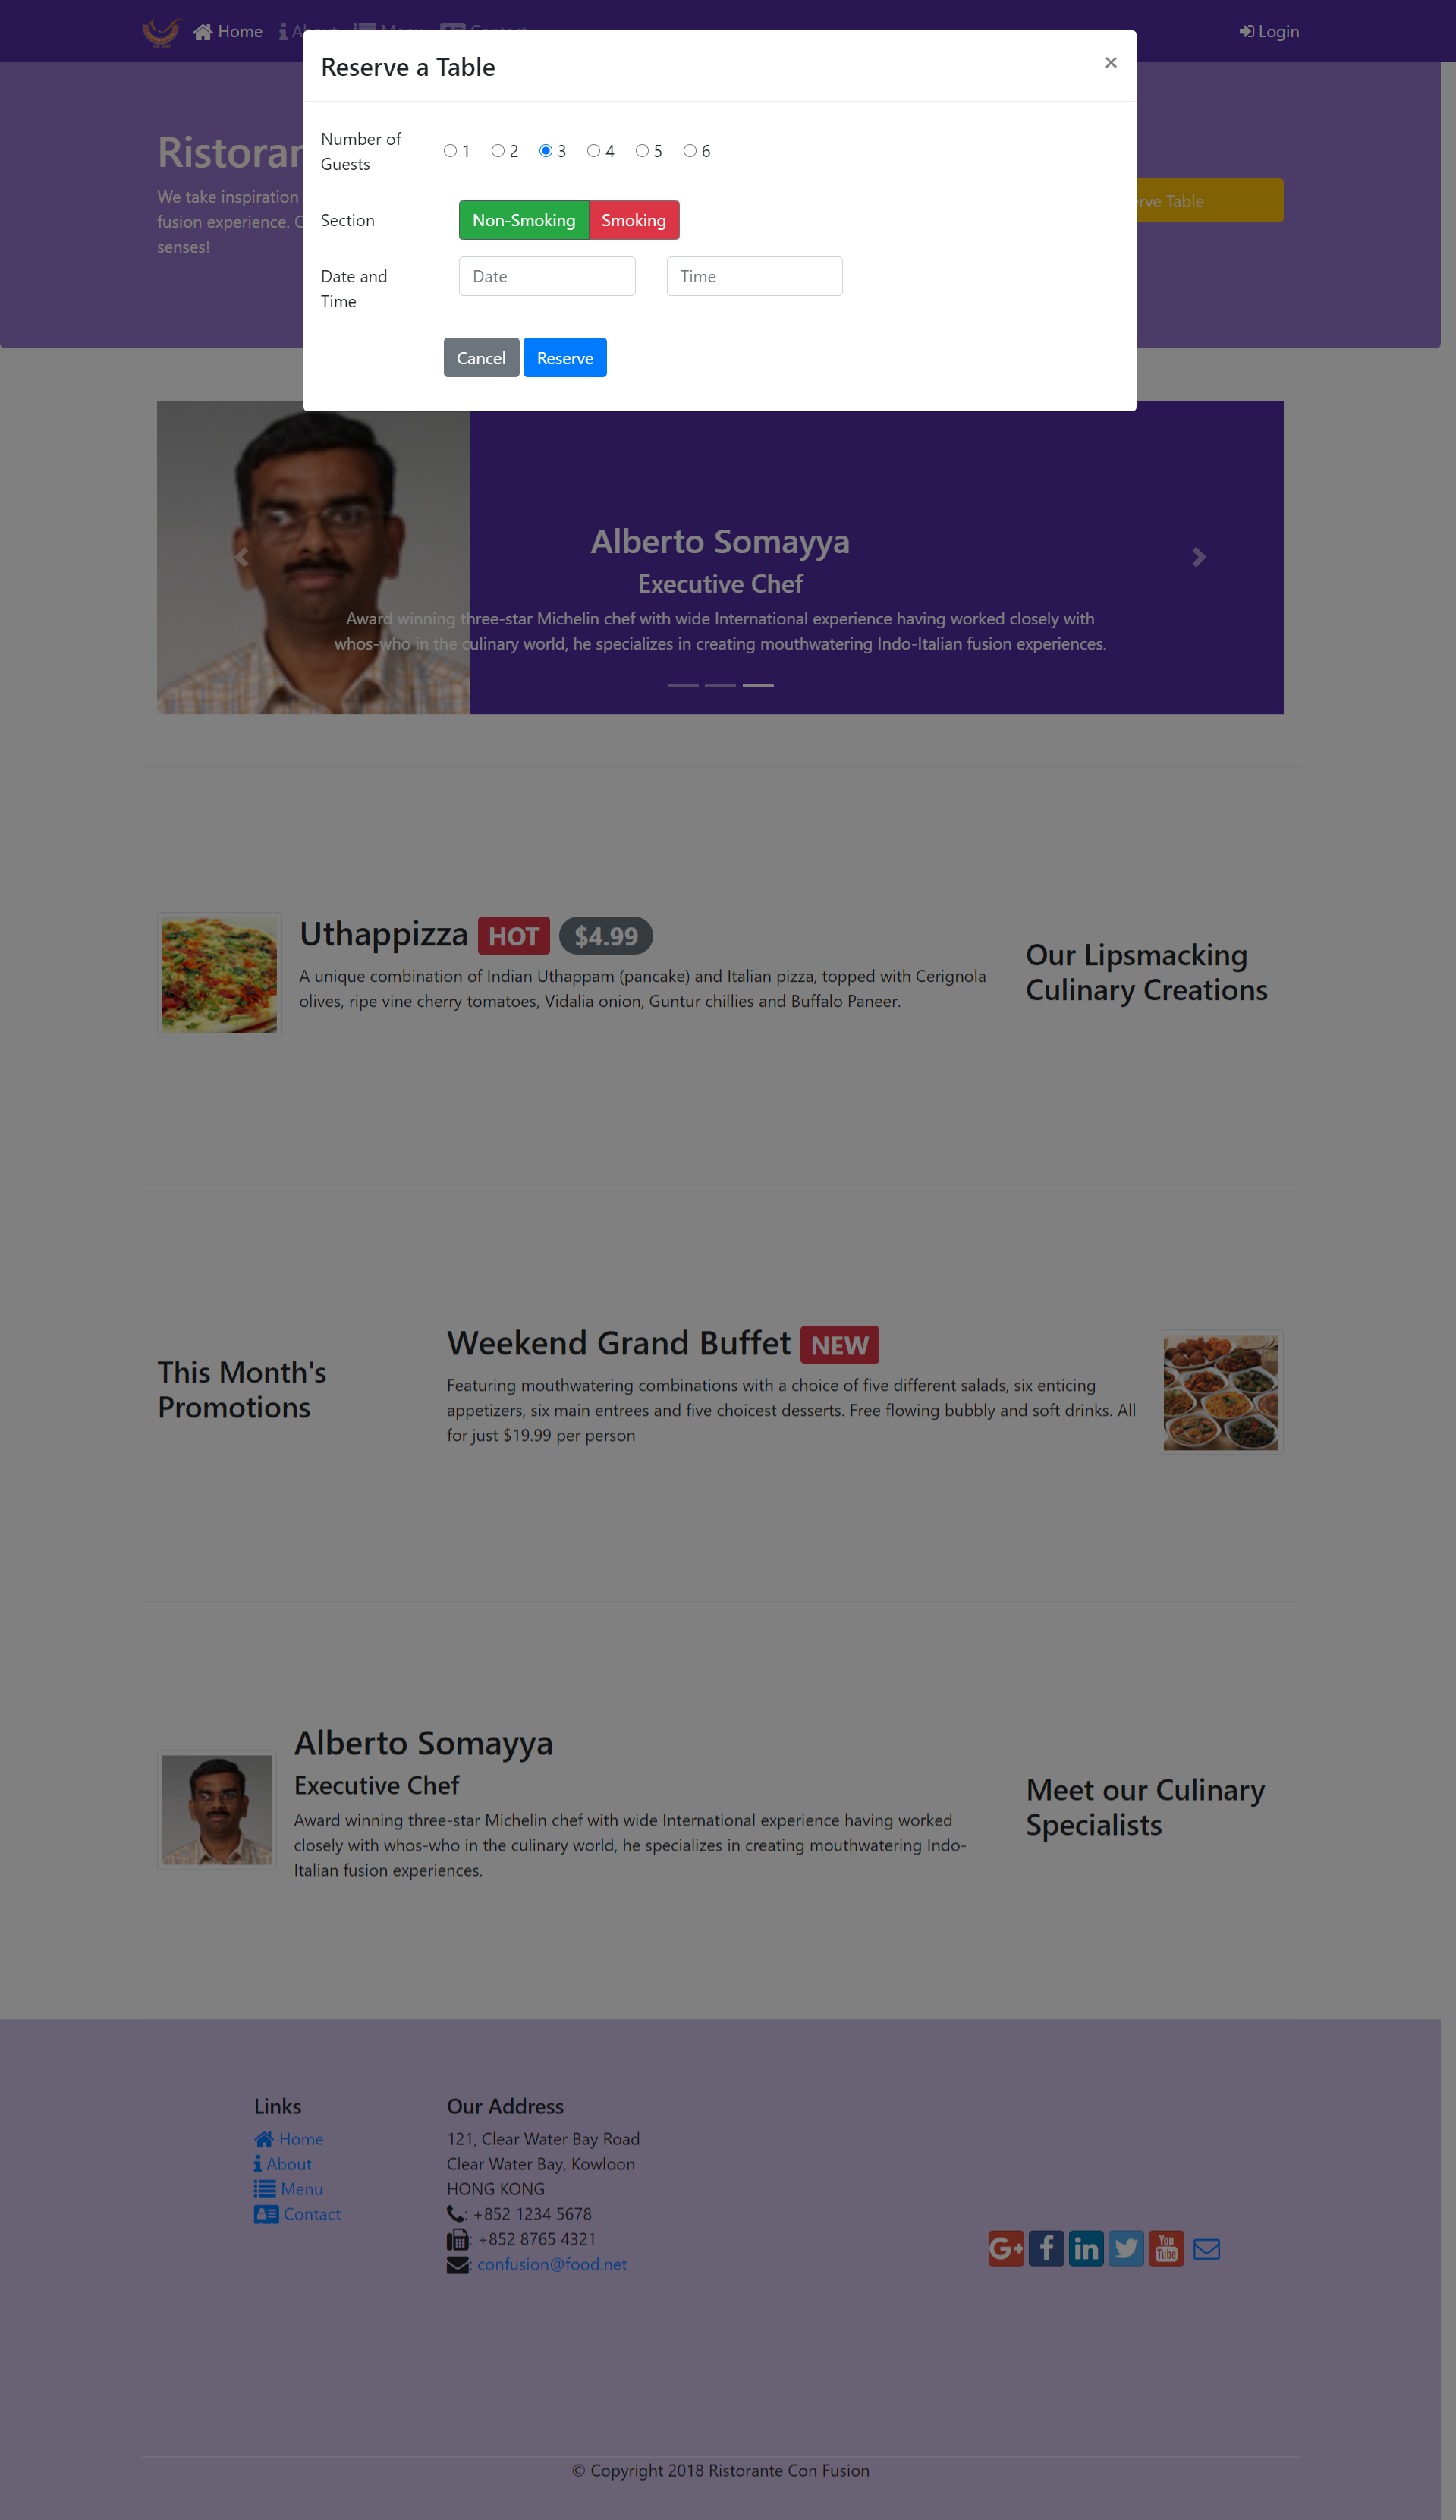 Home
Login
Reserve a Table
×
Number of
Guests
1 2 3 4 5 6
Section
Non-Smoking Smoking
Date and
Time
Date
Time
Cancel Reserve
We take inspiration
fusion experience.
senses!
Table
Alberto Somayya
Executive Chef
Award winning three-star Michelin chef with wide International experience having worked closely with
whos-who in the culinary world, he specializes in creating mouthwatering Indo-Italian fusion experiences.
Uthappizza HOT $4.99
A unique combination of Indian Uthappam (pancake) and Italian pizza, topped with Cerignola
olives, ripe vine cherry tomatoes, Vidalia onion, Guntur chillies and Buffalo Paneer.
Our Lipsmacking
Culinary Creations
This Month's
Promotions
Weekend Grand Buffet NEW
Featuring mouthwatering combinations with a choice of five different salads, six enticing
appetizers, six main entrees and five choicest desserts. Free flowing bubbly and soft drinks. All
for just $19.99 per person
Alberto Somayya
Executive Chef
Award winning three-star Michelin chef with wide International experience having worked
closely with whos-who in the culinary world, he specializes in creating mouthwatering Indo-
Italian fusion experiences.
Meet our Culinary
Specialists
Links
Home
About
Menu
Contact
Our Address
121, Clear Water Bay Road
Clear Water Bay, Kowloon
HONG KONG
: +852 1234 5678
: +852 8765 4321
: confusion@food.net
G+ f in You Tube
© Copyright 2018 Ristorante Con Fusion